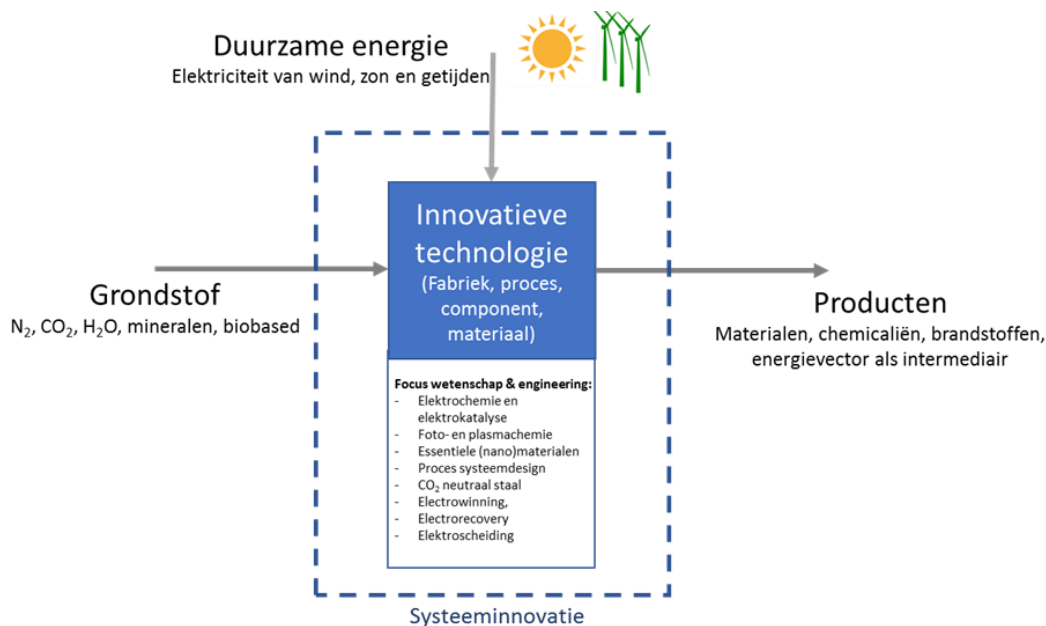 Duurzame energie
Elektriciteit van wind, zon en getijden
Innovatieve
technologie
(Fabriek, proces,
component,
materiaal)
Grondstof
N₂, CO₂, H₂O, mineralen, biobased
Producten
Materialen, chemicaliën, brandstoffen,
energievector als intermediair
Focus wetenschap & engineering:
- Elektrochemie en
elektrokatalyse
- Foto- en plasmachemie
- Essentiele (nano)materialen
- Proces systeemdesign
- CO₂ neutraal staal
- Electrowinning,
- Electrorecovery
- Elektroscheiding
Systeeminnovatie